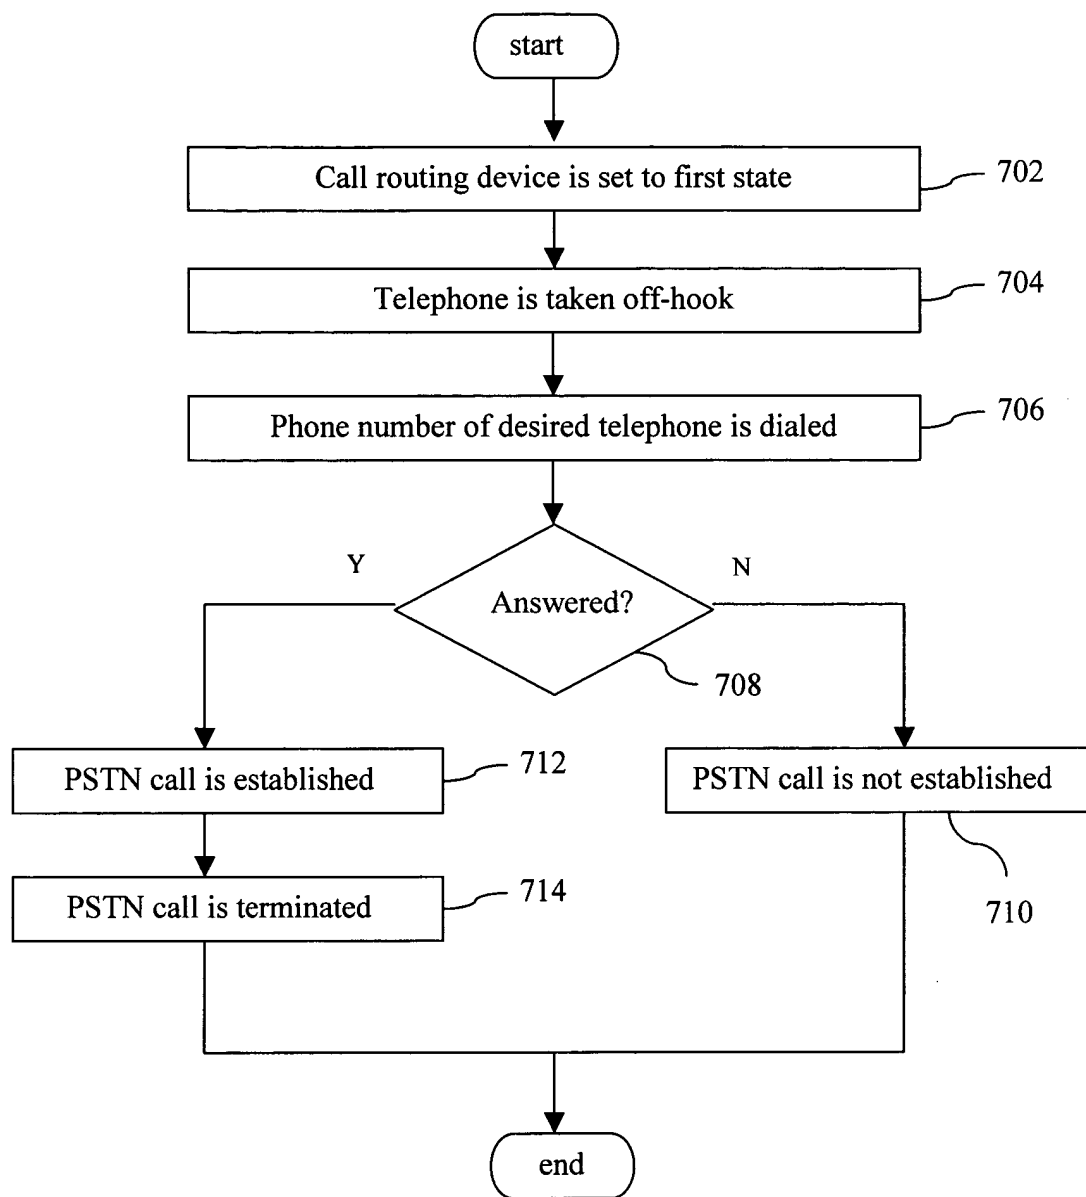 start
Call routing device is set to first state
702
Telephone is taken off-hook
704
Phone number of desired telephone is dialed
706
Y
N
Answered?
708
PSTN call is established
712
PSTN call is not established
710
PSTN call is terminated
714
end